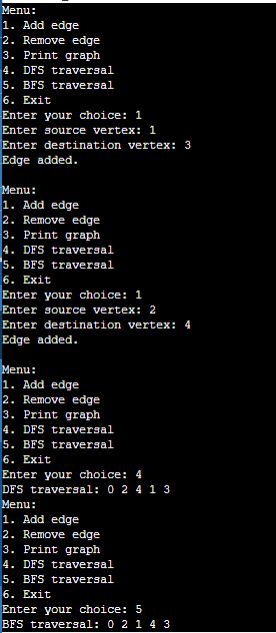 Menu:
1. Add edge
2. Remove edge
3. Print graph
4. DFS traversal
5. BFS traversal
6. Exit
Enter your choice: 1
Enter source vertex: 1
Enter destination vertex: 3
Edge added.
Menu:
1. Add edge
2. Remove edge
3. Print graph
4. DFS traversal
5. BFS traversal
6. Exit
Enter your choice: 1
Enter source vertex: 2
Enter destination vertex: 4
Edge added.
Menu:
1. Add edge
2. Remove edge
3. Print graph
4. DFS traversal
5. BFS traversal
6. Exit
Enter your choice: 4
DFS traversal: 0 2 4 1 3
Menu:
1. Add edge
2. Remove edge
3. Print graph
4. DFS traversal
5. BFS traversal
6. Exit
Enter your choice: 5
BFS traversal: 0 2 1 4 3